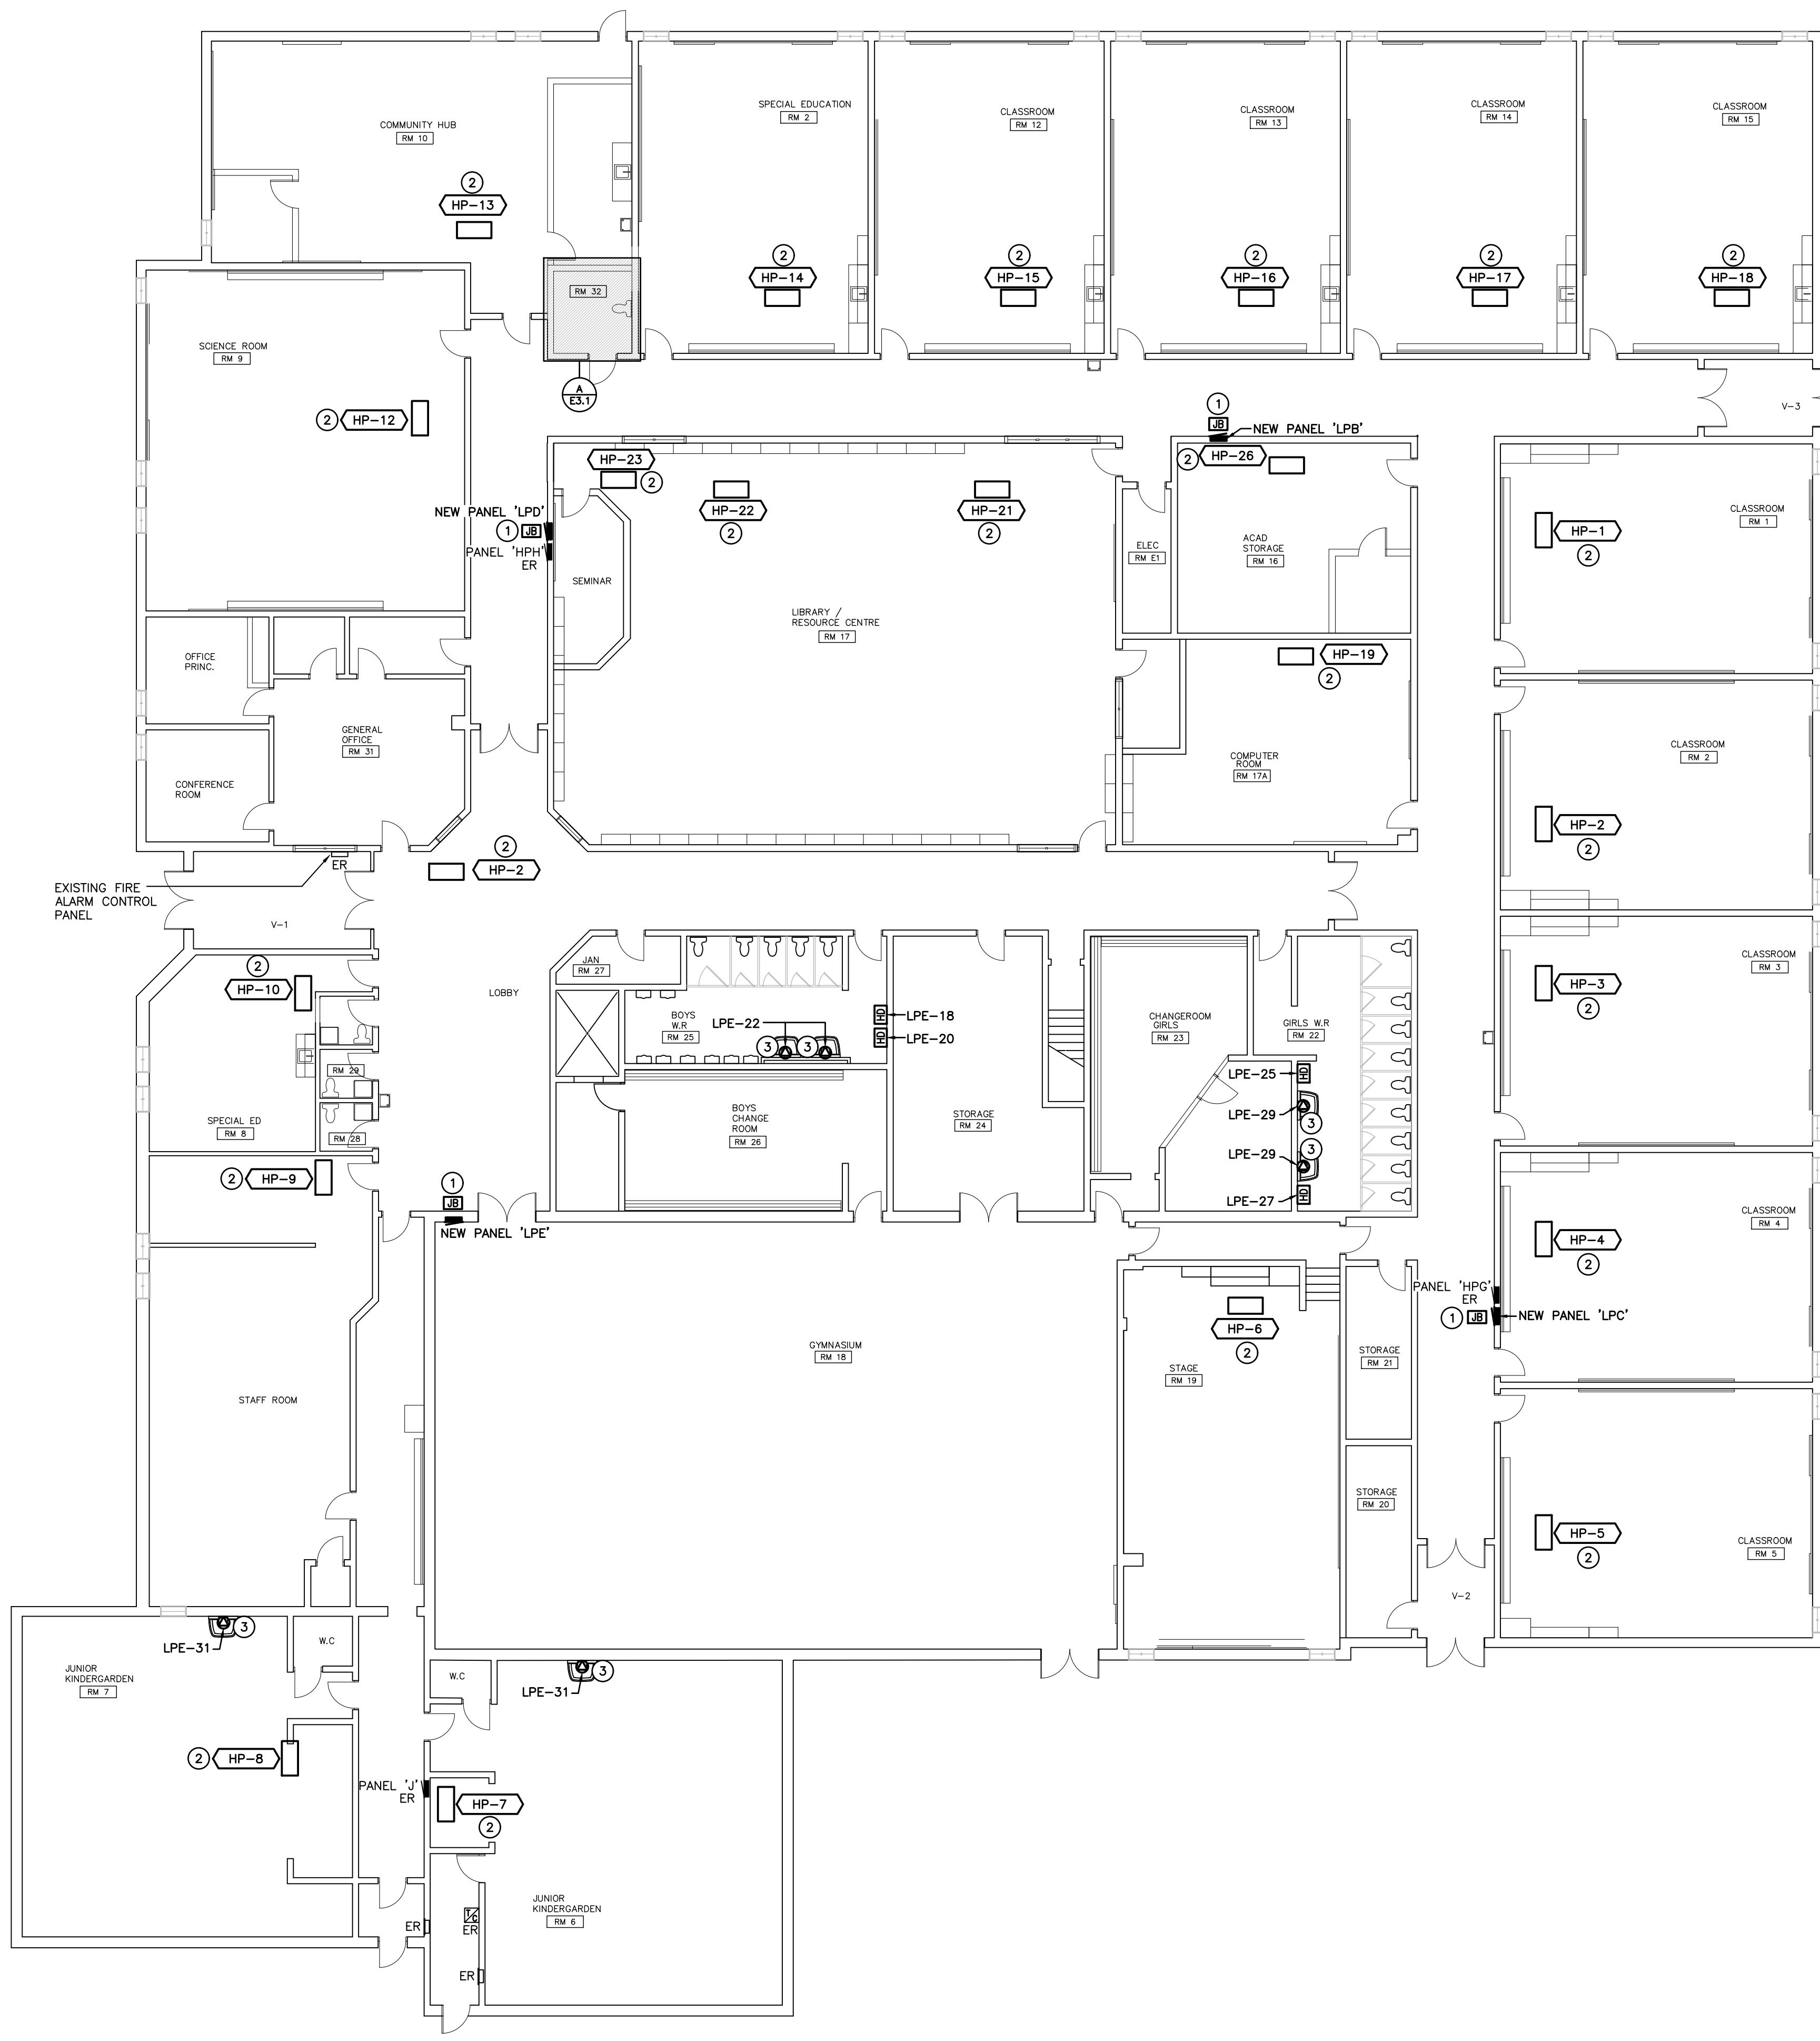 COMMUNITY HUB
RM 10
2
HP-13
SPECIAL EDUCATION
RM 2
2
HP-14
CLASSROOM
RM 12
2
HP-15
CLASSROOM
RM 13
2
HP-16
CLASSROOM
RM 14
2
HP-17
CLASSROOM
RM 15
2
HP-18
RM 32
A
E3.1
SCIENCE ROOM
RM 9
2 HP-12
V-3
1
JB
NEW PANEL 'LPB'
2 HP-26
HP-23
2
HP-22
2
HP-21
2
NEW PANEL 'LPD'
1 JB
PANEL 'HPH'
ER
SEMINAR
ELEC
RM E1
ACAD
STORAGE
RM 16
CLASSROOM
RM 1
HP-1
2
LIBRARY /
RESOURCE CENTRE
RM 17
HP-19
2
OFFICE
PRINC.
GENERAL
OFFICE
RM 31
CONFERENCE
ROOM
COMPUTER
ROOM
RM 17A
CLASSROOM
RM 2
HP-2
2
ER
EXISTING FIRE
ALARM CONTROL
PANEL
V-1
2
HP-2
LOBBY
2
HP-10
SPECIAL ED
RM 8
RM 29
RM 28
2 HP-9
JAN
RM 27
BOYS
W.R
RM 25
LPE-22
3
3
LPE-18
LPE-20
HD
HD
BOYS
CHANGE
ROOM
RM 26
STORAGE
RM 24
CHANGEROOM
GIRLS
RM 23
GIRLS W.R
RM 22
LPE-25
HD
LPE-29
3
LPE-29
3
LPE-27
HD
CLASSROOM
RM 3
HP-3
2
1
JB
NEW PANEL 'LPE'
CLASSROOM
RM 4
HP-4
2
PANEL 'HPG'
ER
1 JB
NEW PANEL 'LPC'
HP-6
2
STAGE
RM 19
GYMNASIUM
RM 18
STORAGE
RM 21
STORAGE
RM 20
STAFF ROOM
HP-5
2
CLASSROOM
RM 5
V-2
3
LPE-31
W.C
JUNIOR
KINDERGARDEN
RM 7
W.C
3
LPE-31
2 HP-8
PANEL 'J'
ER
HP-7
2
JUNIOR
KINDERGARDEN
RM 6
ER
T
C
ER
ER